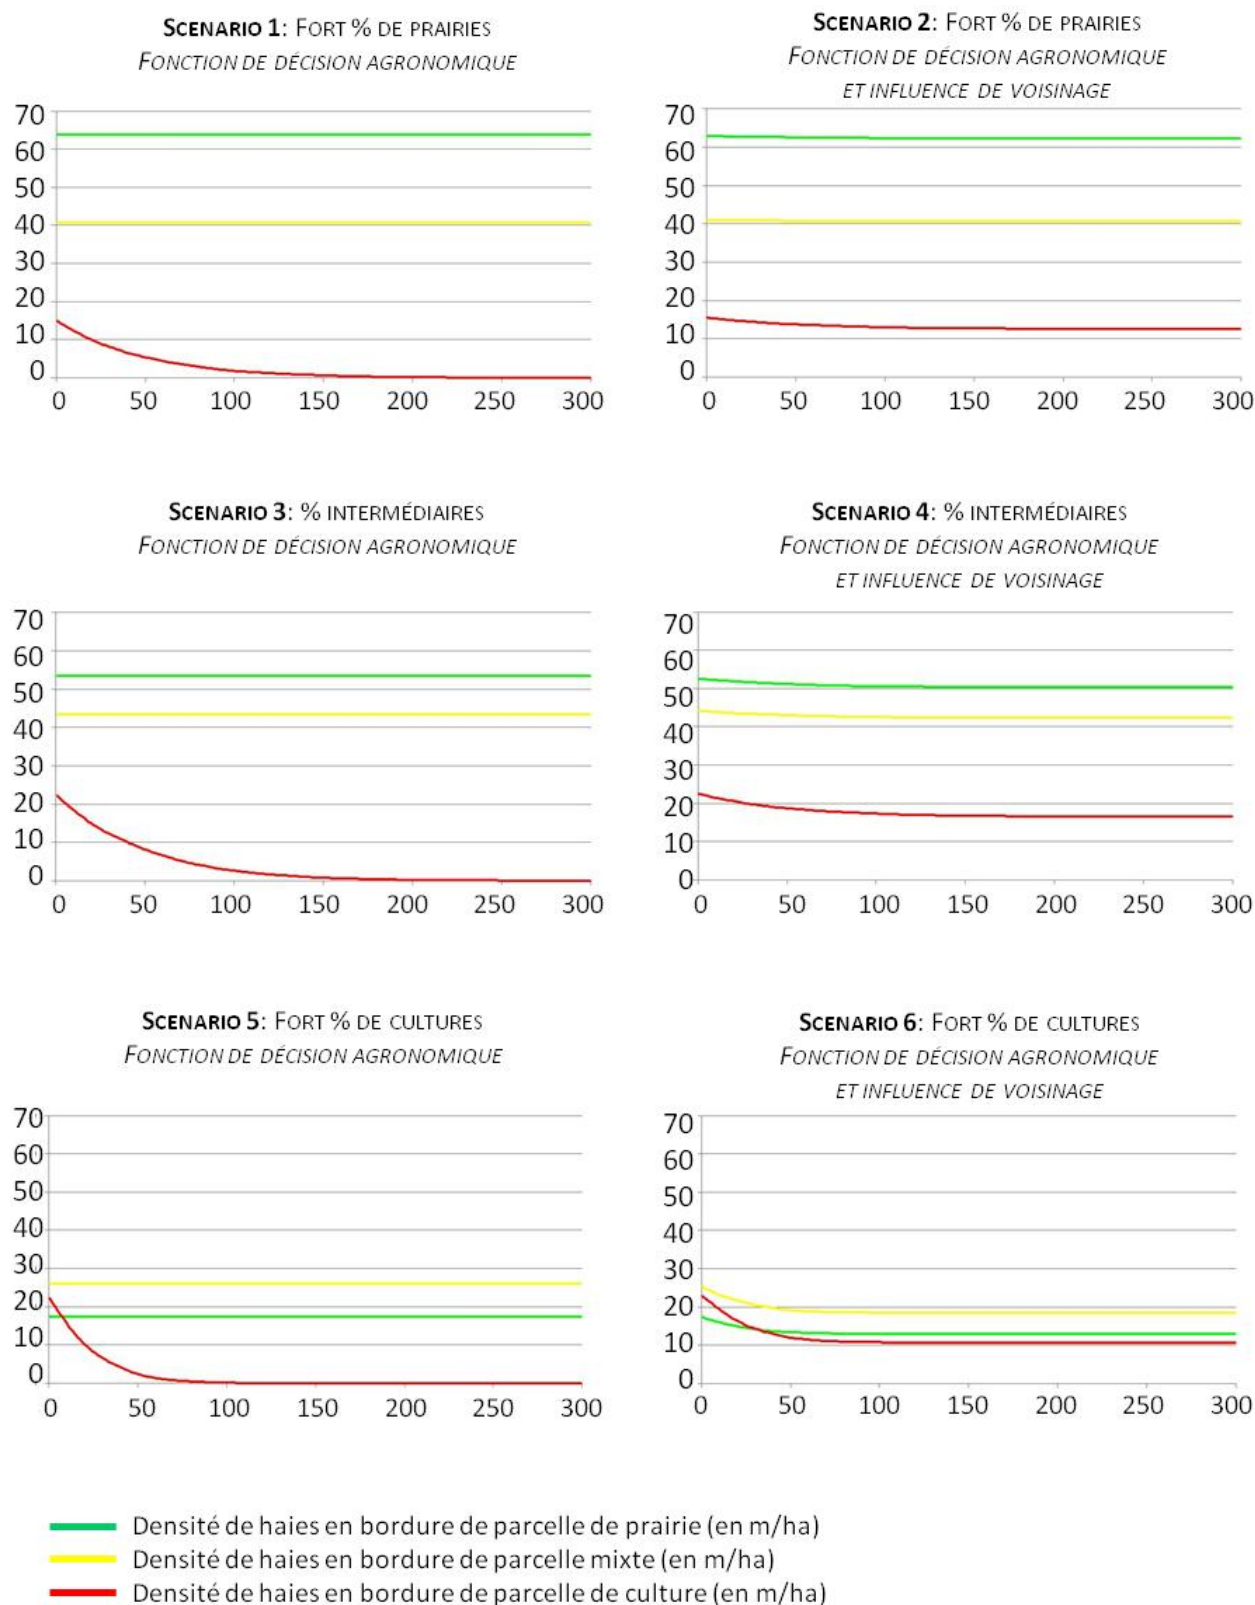 SCENARIO 1: FORT % DE PRAIRIES
FONCTION DE DÉCISION AGRONOMIQUE
70
60
50
40
30
20
10
0
0 50 100 150 200 250 300
SCENARIO 2: FORT % DE PRAIRIES
FONCTION DE DÉCISION AGRONOMIQUE
ET INFLUENCE DE VOISINAGE
70
60
50
40
30
20
10
0
0 50 100 150 200 250 300
SCENARIO 3: % INTERMÉDIAIRES
FONCTION DE DÉCISION AGRONOMIQUE
70
60
50
40
30
20
10
0
0 50 100 150 200 250 300
SCENARIO 4: % INTERMÉDIAIRES
FONCTION DE DÉCISION AGRONOMIQUE
ET INFLUENCE DE VOISINAGE
70
60
50
40
30
20
10
0
0 50 100 150 200 250 300
SCENARIO 5: FORT % DE CULTURES
FONCTION DE DÉCISION AGRONOMIQUE
70
60
50
40
30
20
10
0
0 50 100 150 200 250 300
SCENARIO 6: FORT % DE CULTURES
FONCTION DE DÉCISION AGRONOMIQUE
ET INFLUENCE DE VOISINAGE
70
60
50
40
30
20
10
0
0 50 100 150 200 250 300
Densité de haies en bordure de parcelle de prairie (en m/ha)
Densité de haies en bordure de parcelle mixte (en m/ha)
Densité de haies en bordure de parcelle de culture (en m/ha)